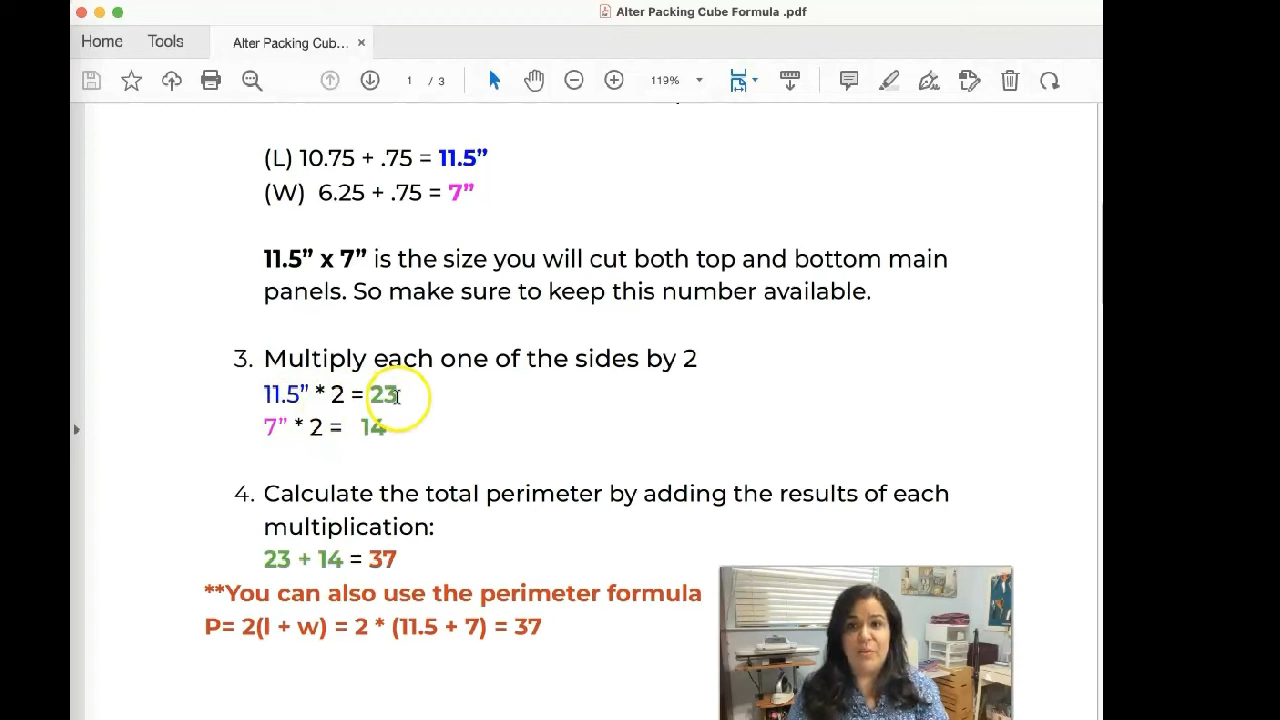 Alter Packing Cube Formula .pdf
Home Tools Alter Packing Cub... ×
1 / 3 119%
(L) 10.75 + .75 = 11.5”
(W) 6.25 + .75 = 7”
11.5” x 7” is the size you will cut both top and bottom main
panels. So make sure to keep this number available.
3. Multiply each one of the sides by 2
11.5” * 2 = 23
7” * 2 = 14
4. Calculate the total perimeter by adding the results of each
multiplication:
23 + 14 = 37
**You can also use the perimeter formula
P= 2(l + w) = 2 * (11.5 + 7) = 37